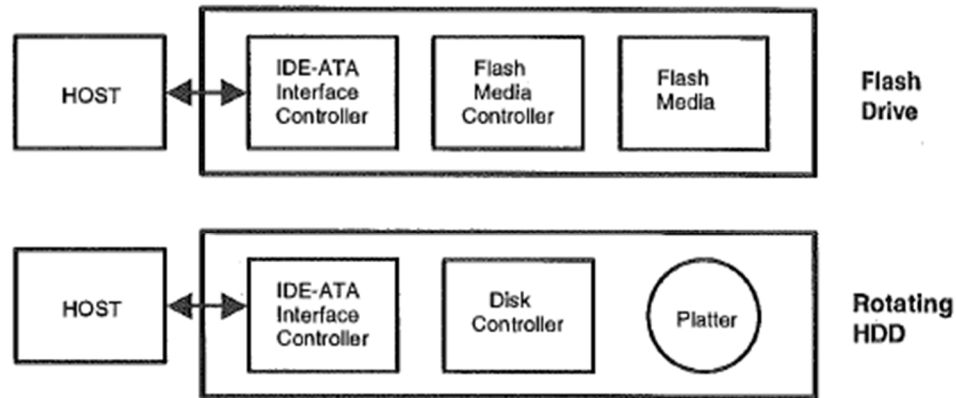 HOST
IDE-ATA
Interface
Controller
Flash
Media
Controller
Flash
Media
Flash
Drive
HOST
IDE-ATA
Interface
Controller
Disk
Controller
Platter
Rotating
HDD